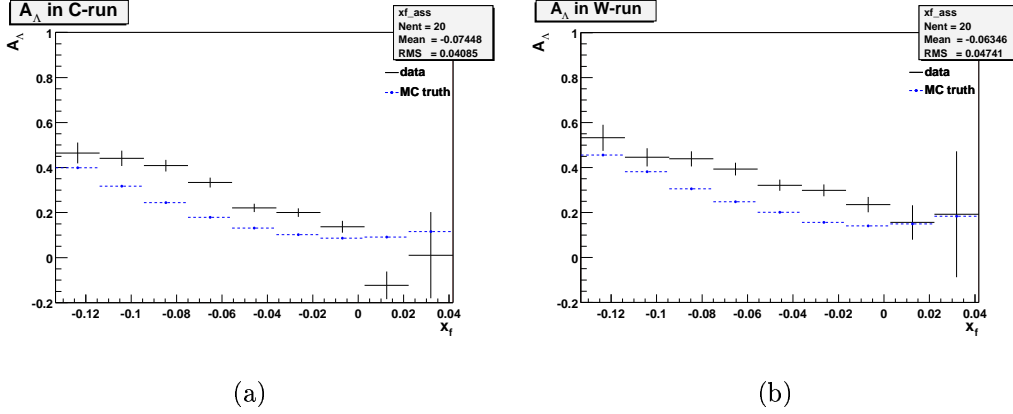 A_Λ in C-run
xf_ass
Nent = 20
Mean = -0.07448
RMS = 0.04085
A_Λ
data
MC truth
1
0.8
0.6
0.4
0.2
0
-0.2
-0.12 -0.1 -0.08 -0.06 -0.04 -0.02 0 0.02 0.04
x_f
(a)
A_Λ in W-run
xf_ass
Nent = 20
Mean = -0.06346
RMS = 0.04741
A_Λ
data
MC truth
1
0.8
0.6
0.4
0.2
0
-0.2
-0.12 -0.1 -0.08 -0.06 -0.04 -0.02 0 0.02 0.04
x_f
(b)